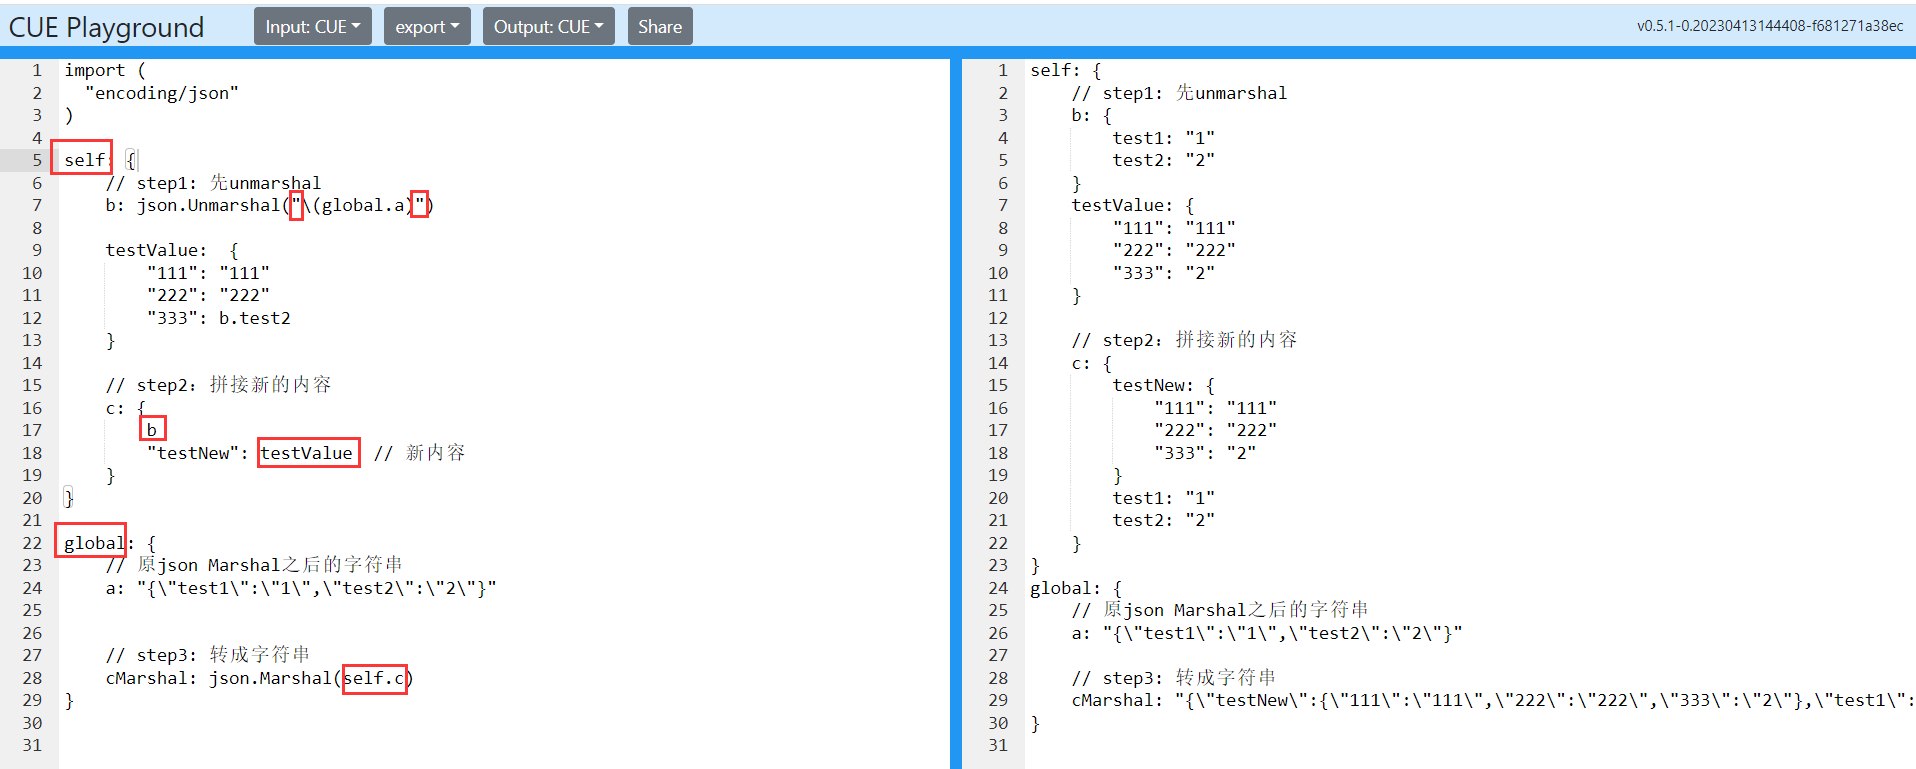 CUE Playground Input: CUE export Output: CUE Share v0.5.1-0.20230413144408-f681271a38ec
1 import (
2 "encoding/json"
3 )
4
5 self: {
6 // step1: 先unmarshal
7 b: json.Unmarshal("\(global.a)")
8
9 testValue: {
10 "111": "111"
11 "222": "222"
12 "333": b.test2
13 }
14
15 // step2: 拼接新的内容
16 c: {
17 b
18 "testNew": testValue // 新内容
19 }
20 }
21
22 global: {
23 // 原json Marshal之后的字符串
24 a: "{\"test1\":\"1\",\"test2\":\"2\"}"
25
26
27 // step3: 转成字符串
28 cMarshal: json.Marshal(self.c)
29 }
30
31
1 self: {
2 // step1: 先unmarshal
3 b: {
4 test1: "1"
5 test2: "2"
6 }
7 testValue: {
8 "111": "111"
9 "222": "222"
10 "333": "2"
11 }
12
13 // step2: 拼接新的内容
14 c: {
15 testNew: {
16 "111": "111"
17 "222": "222"
18 "333": "2"
19 }
20 test1: "1"
21 test2: "2"
22 }
23 }
24 global: {
25 // 原json Marshal之后的字符串
26 a: "{\"test1\":\"1\",\"test2\":\"2\"}"
27
28 // step3: 转成字符串
29 cMarshal: "{\"testNew\":{\"111\":\"111\",\"222\":\"222\",\"333\":\"2\"},\"test1\":
30 }
31